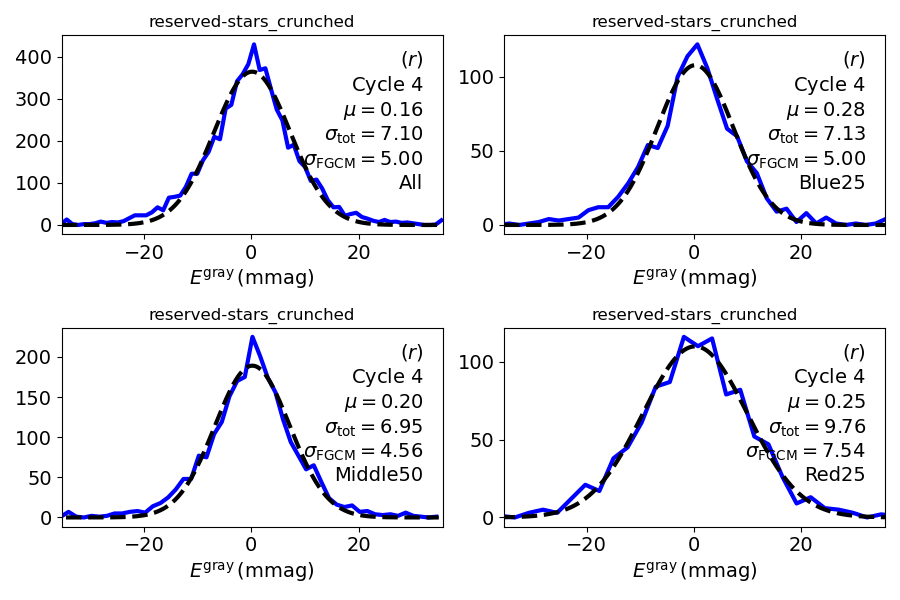 reserved-stars_crunched
(r)
Cycle 4
μ = 0.16
σtot = 7.10
σFGCM = 5.00
All
400
300
200
100
0
−20 0 20
E^gray (mmag)
reserved-stars_crunched
(r)
Cycle 4
μ = 0.28
σtot = 7.13
σFGCM = 5.00
Blue25
100
50
0
−20 0 20
E^gray (mmag)
reserved-stars_crunched
(r)
Cycle 4
μ = 0.20
σtot = 6.95
σFGCM = 4.56
Middle50
200
150
100
50
0
−20 0 20
E^gray (mmag)
reserved-stars_crunched
(r)
Cycle 4
μ = 0.25
σtot = 9.76
σFGCM = 7.54
Red25
100
50
0
−20 0 20
E^gray (mmag)